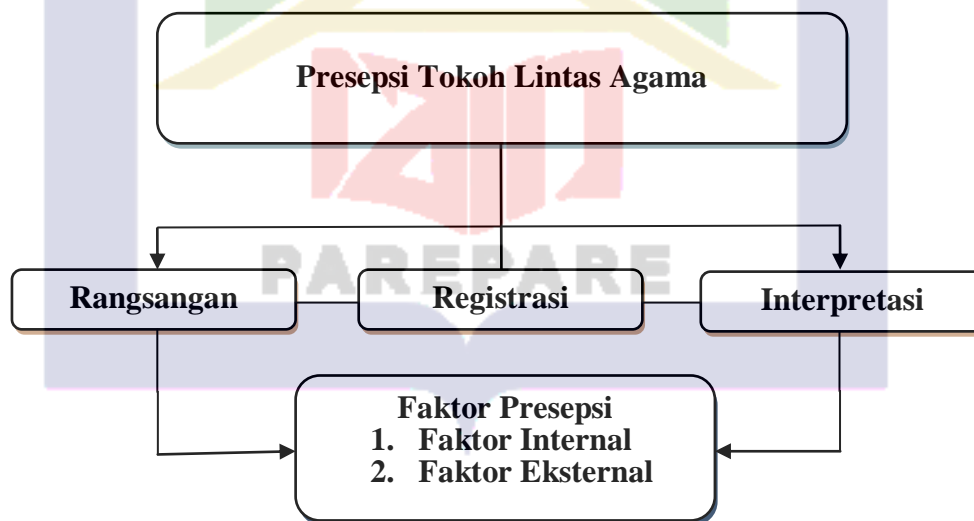 Presepsi Tokoh Lintas Agama
PAREPARE
Rangsangan
Registrasi
Interpretasi
Faktor Presepsi
1. Faktor Internal
2. Faktor Eksternal